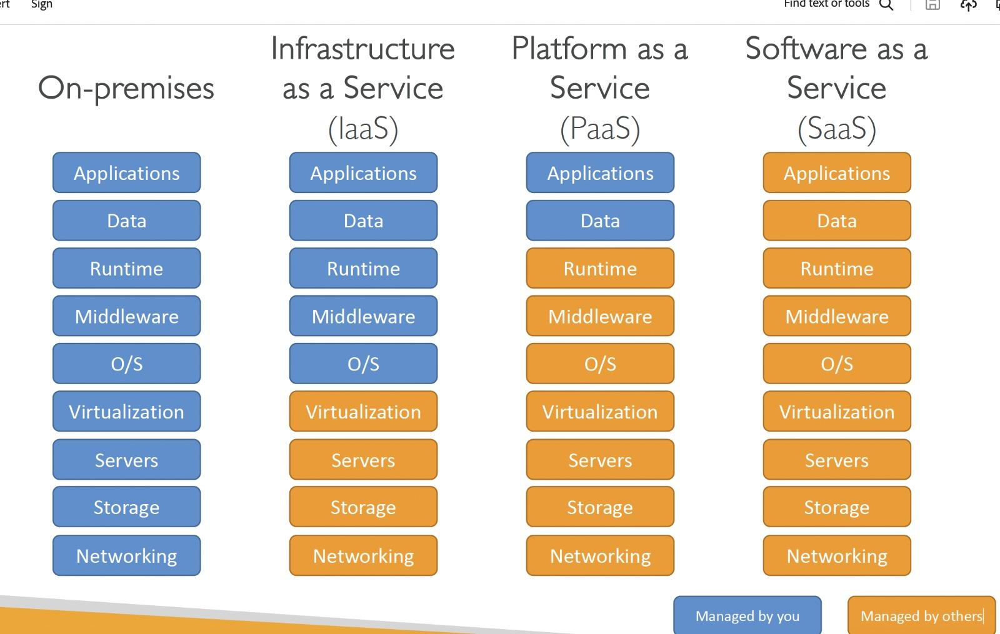 Sign
Find text or tools
On-premises
Infrastructure
as a Service
(IaaS)
Platform as a
Service
(PaaS)
Software as a
Service
(SaaS)
Applications
Applications
Applications
Applications
Data
Data
Data
Data
Runtime
Runtime
Runtime
Runtime
Middleware
Middleware
Middleware
Middleware
O/S
O/S
O/S
O/S
Virtualization
Virtualization
Virtualization
Virtualization
Servers
Servers
Servers
Servers
Storage
Storage
Storage
Storage
Networking
Networking
Networking
Networking
Managed by you
Managed by others